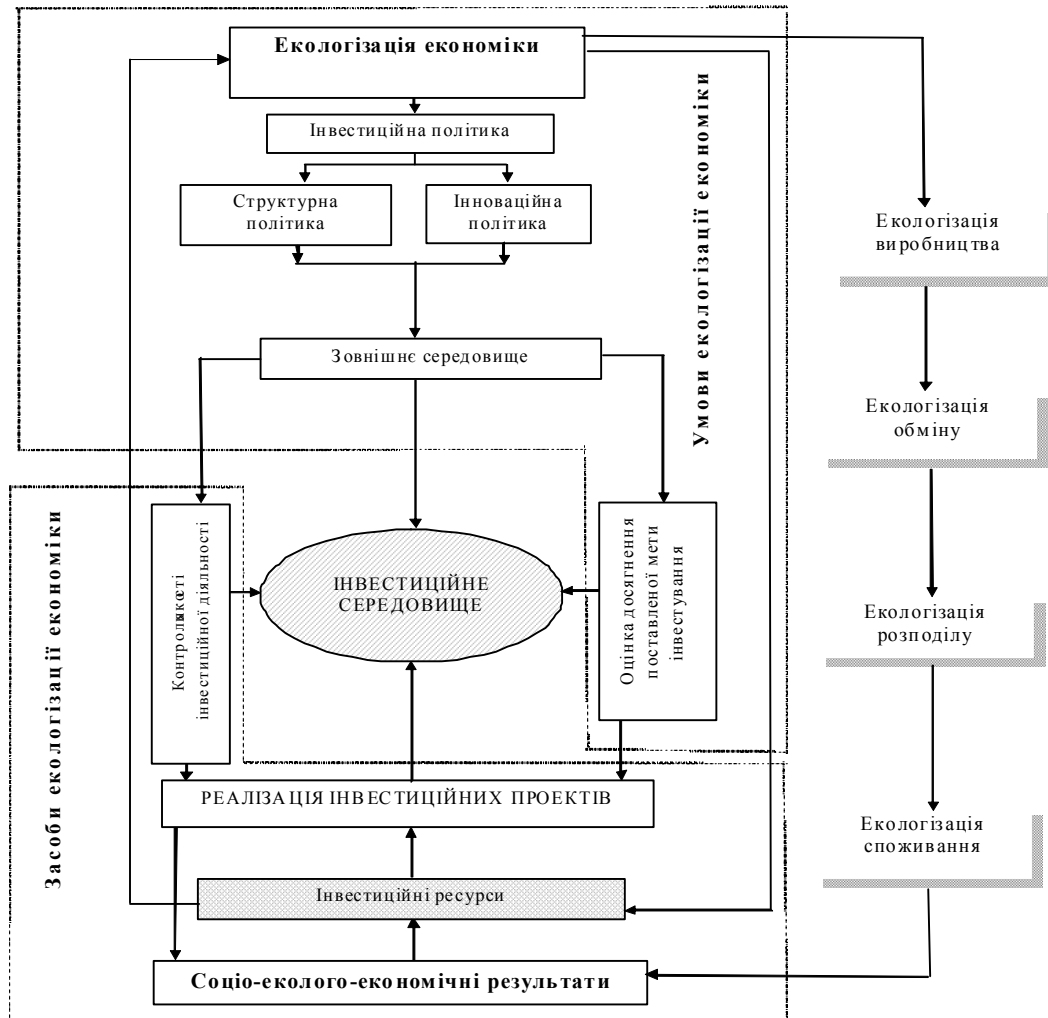 Екологізація економіки
Інвестиційна політика
Структурна
політика
Інноваційна
політика
Зовнішнє середовище
Умови екологізації економіки
Екологізація
виробництва
Екологізація
обміну
Екологізація
розподілу
Екологізація
споживання
Засоби екологізації економіки
інвестиційної діяльності
ІНВЕСТИЦІЙНЕ
СЕРЕДОВИЩЕ
Оцінка досягнення
поставленої мети
інвестування
РЕАЛІЗАЦІЯ ІНВЕСТИЦІЙНИХ ПРОЕКТІВ
Інвестиційні ресурси
Соціо-еколого-економічні результати